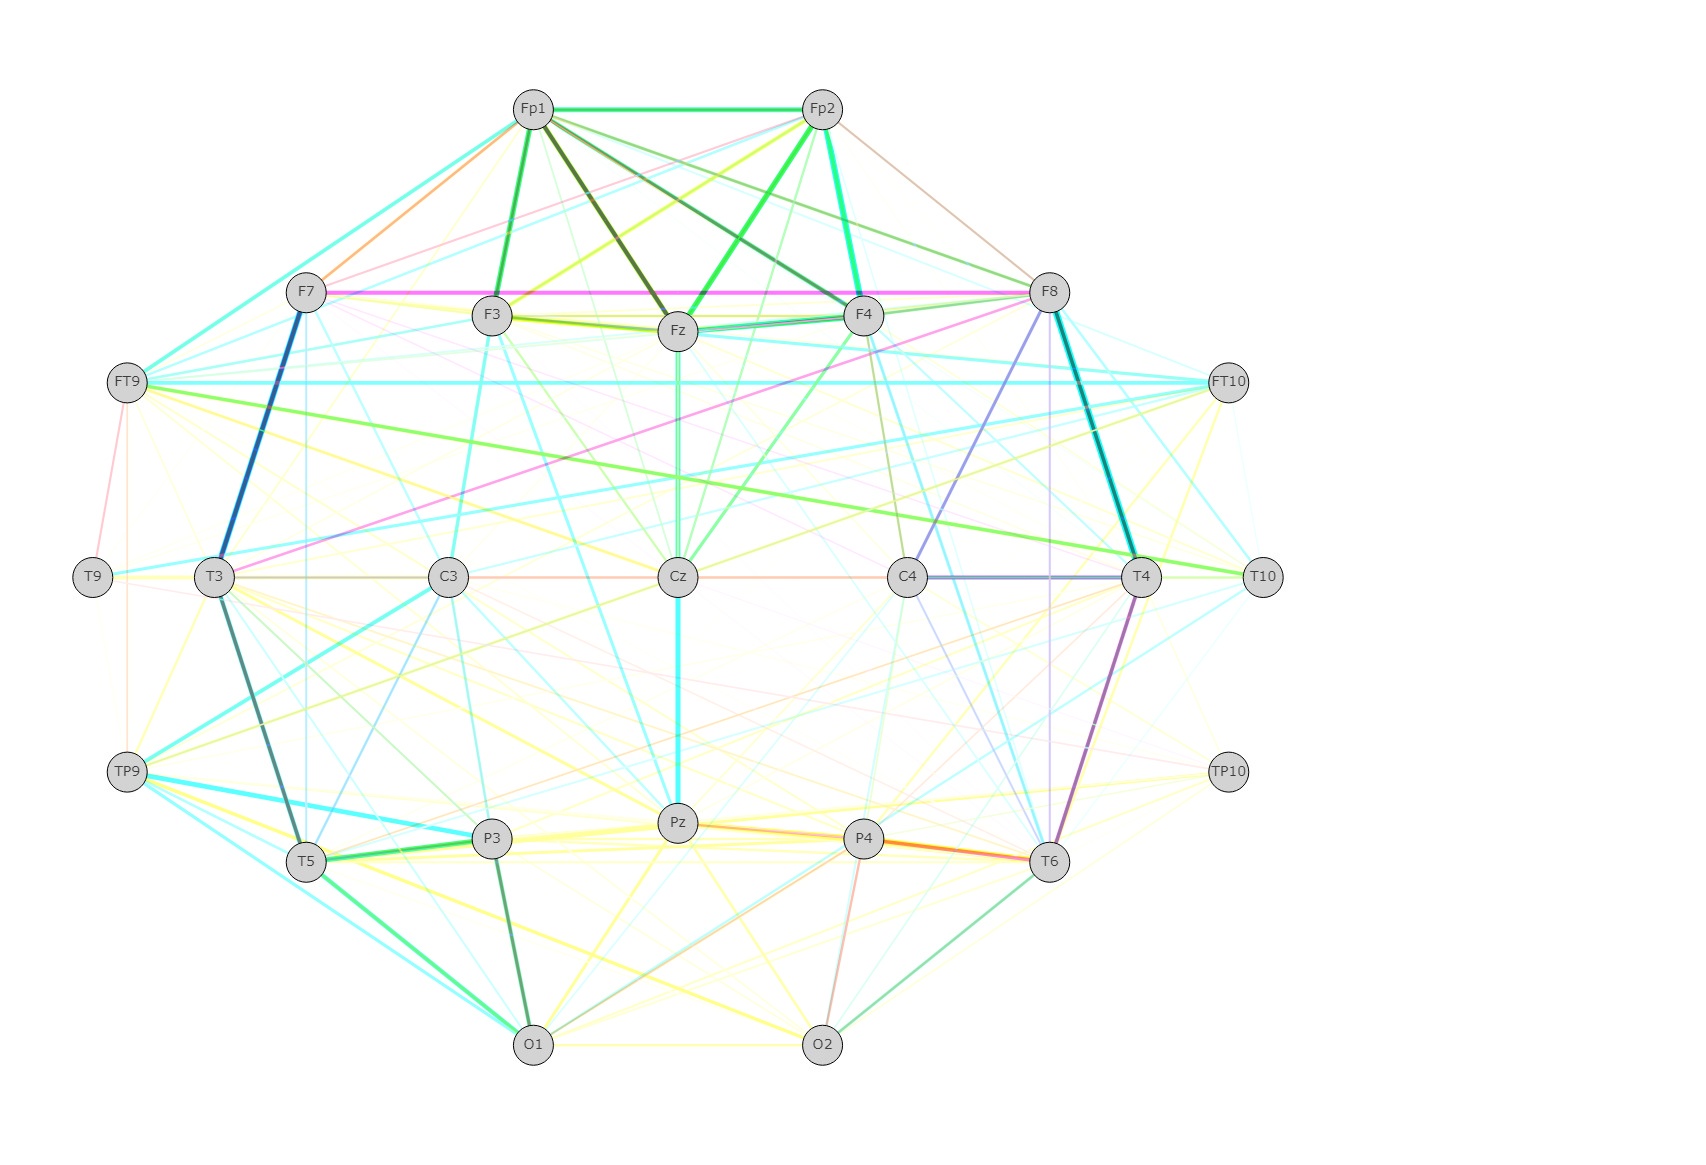 Fp1 Fp2
F7 F8
F3 Fz F4
FT9 FT10
T9 T3 C3 Cz C4 T4 T10
TP9 TP10
Pz
P3 P4
T5 T6
O1 O2